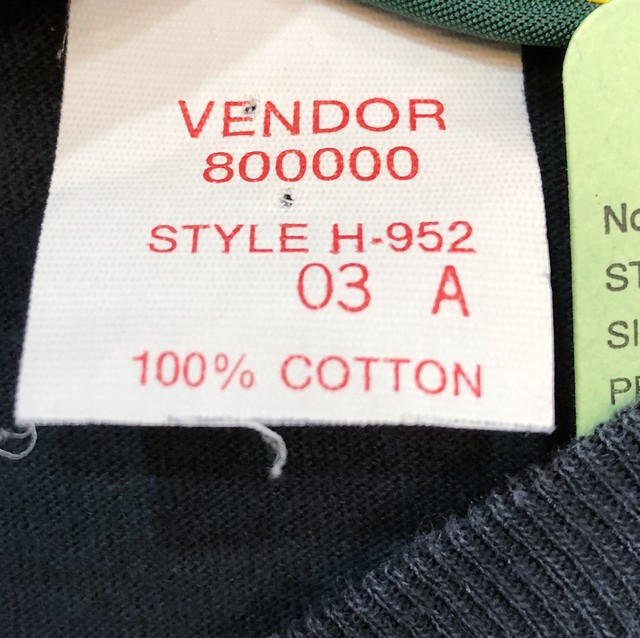 VENDOR
800000
STYLE H-952
03 A
100% COTTON